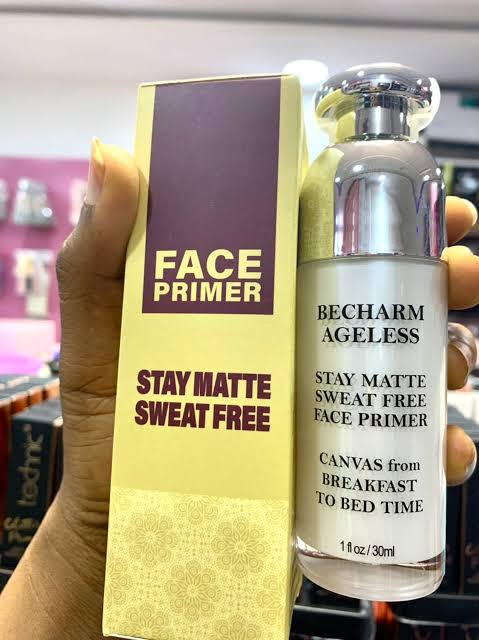 FACE
PRIMER
STAY MATTE
SWEAT FREE
BECHARM
AGELESS
STAY MATTE
SWEAT FREE
FACE PRIMER
CANVAS from
BREAKFAST
TO BED TIME
1 fl oz / 30ml
technic